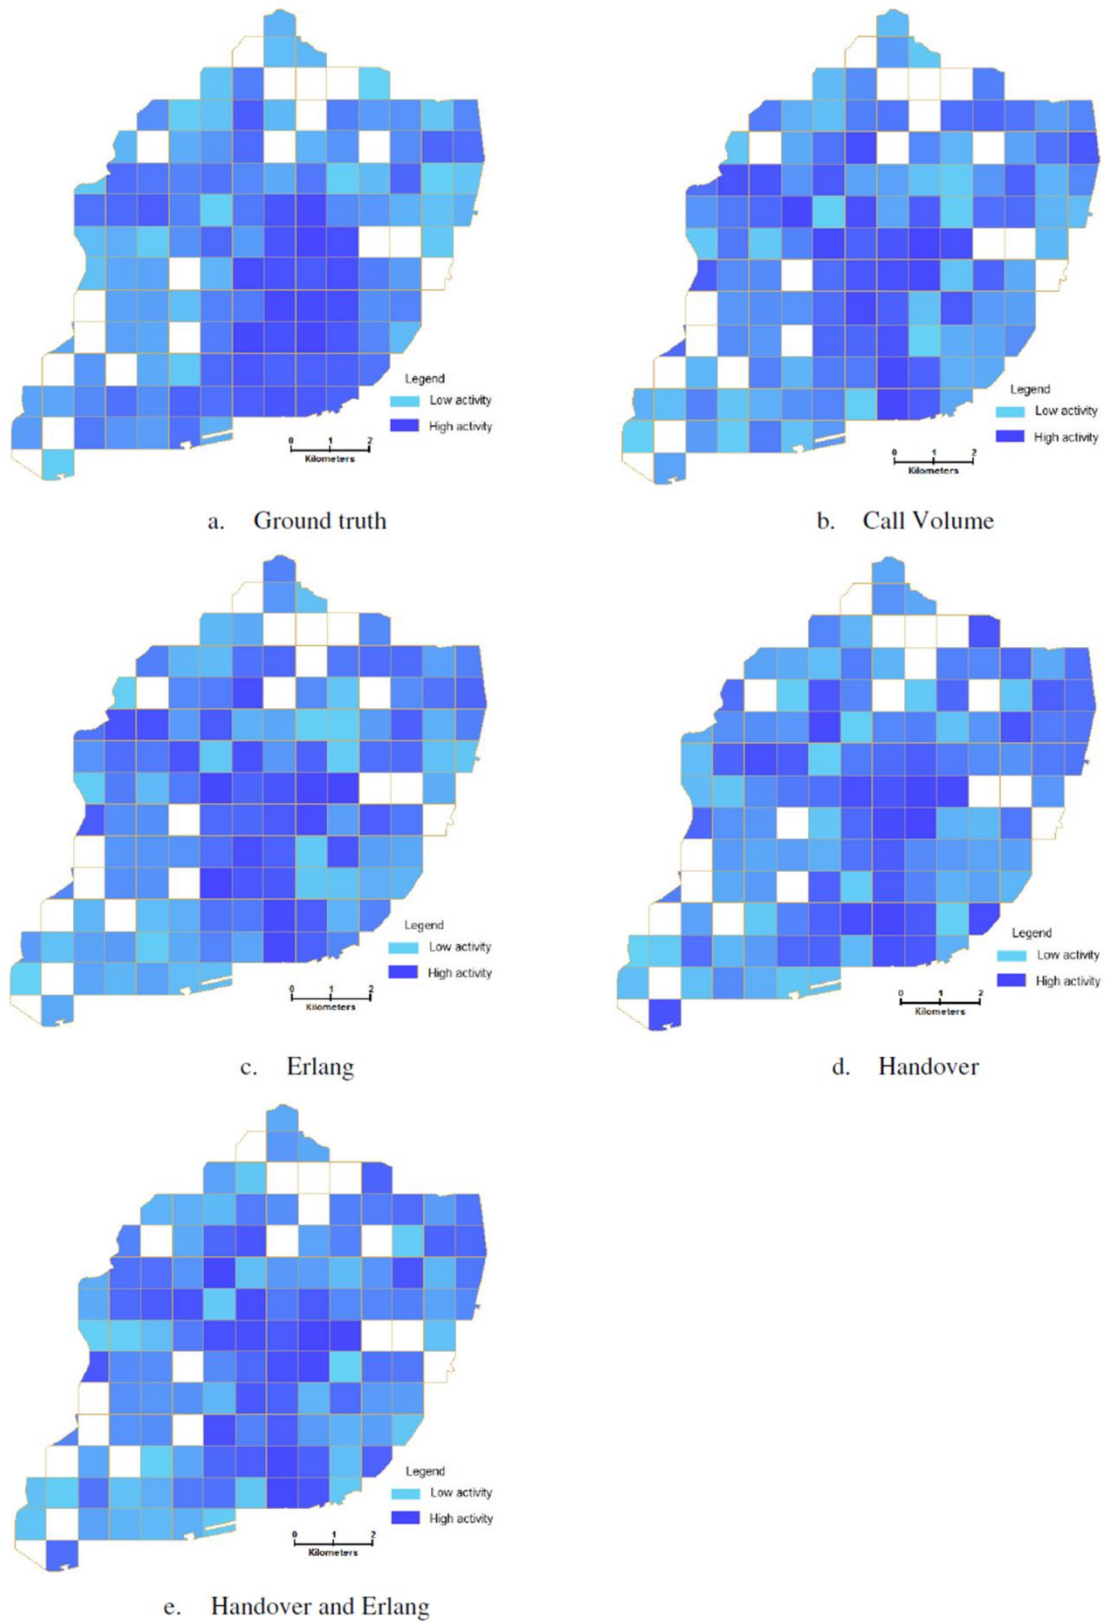 Legend
Low activity
High activity
0 1 2
Kilometers
a. Ground truth
Legend
Low activity
High activity
0 1 2
Kilometers
b. Call Volume
Legend
Low activity
High activity
0 1 2
Kilometers
c. Erlang
Legend
Low activity
High activity
0 1 2
Kilometers
d. Handover
Legend
Low activity
High activity
0 1 2
Kilometers
e. Handover and Erlang